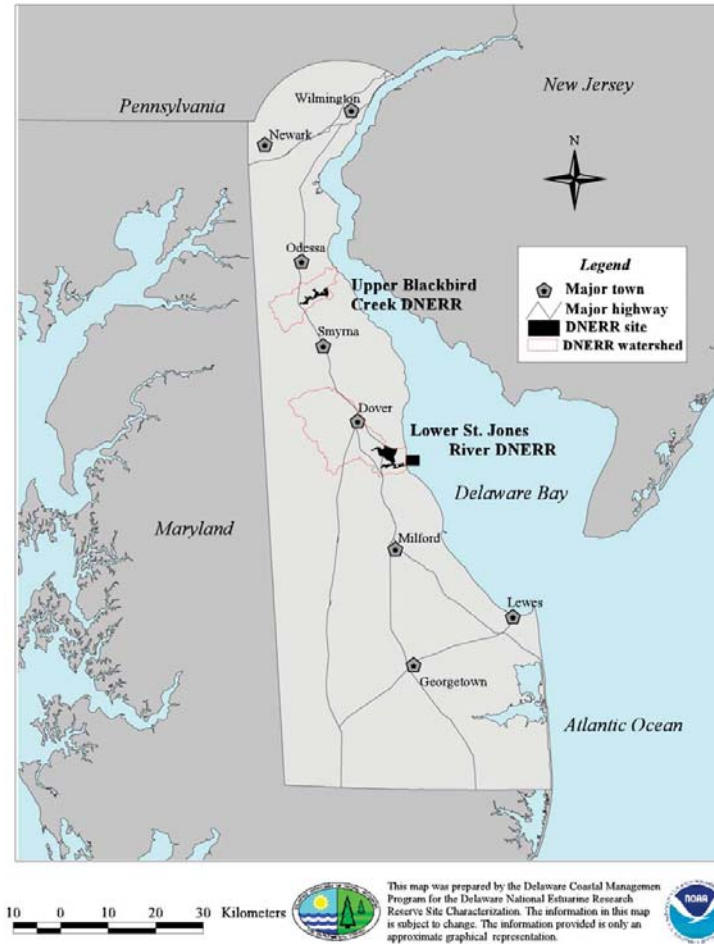 Pennsylvania
New Jersey
Wilmington
Newark
N
Odessa
Legend
Major town
Major highway
DNERR site
DNERR watershed
Upper Blackbird
Creek DNERR
Smyrna
Dover
Lower St. Jones
River DNERR
Delaware Bay
Maryland
Milford
Lewes
Georgetown
Atlantic Ocean
10 0 10 20 30 Kilometers
This map was prepared by the Delaware Coastal Managemen
Program for the Delaware National Estuarine Research
Reserve Site Characterization. The information in this map
is subject to change. The information provided is only an
approximate graphical representation.
NOAA